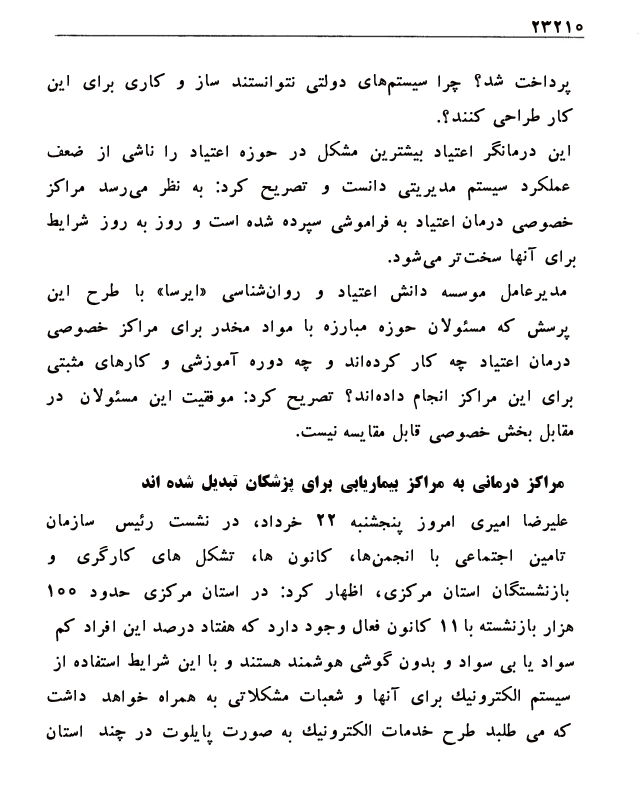 ۲۳۲۱۰
پرداخت شد؟ چرا سیستم‌های دولتی نتوانستند ساز و کاری برای این
کار طراحی کنند؟.
این درمانگر اعتیاد بیشترین مشکل در حوزه اعتیاد را ناشی از ضعف
عملکرد سیستم مدیریتی دانست و تصریح کرد: به نظر می‌رسد مراکز
خصوصی درمان اعتیاد به فراموشی سپرده شده است و روز به روز شرایط
برای آنها سخت‌تر می‌شود.
مدیرعامل موسسه دانش اعتیاد و روان‌شناسی «ایرسا» با طرح این
پرسش که مسئولان حوزه مبارزه با مواد مخدر برای مراکز خصوصی
درمان اعتیاد چه کار کرده‌اند و چه دوره آموزشی و کارهای مثبتی
برای این مراکز انجام داده‌اند؟ تصریح کرد: موفقیت این مسئولان در
مقابل بخش خصوصی قابل مقایسه نیست.
مراکز درمانی به مراکز بیماریابی برای پزشکان تبدیل شده اند
علیرضا امیری امروز پنجشنبه ۲۲ خرداد، در نشست رئیس سازمان
تامین اجتماعی با انجمن‌ها، کانون ها، تشکل های کارگری و
بازنشستگان استان مرکزی، اظهار کرد: در استان مرکزی حدود ۱۰۰
هزار بازنشسته با ۱۱ کانون فعال وجود دارد که هفتاد درصد این افراد کم
سواد یا بی سواد و بدون گوشی هوشمند هستند و با این شرایط استفاده از
سیستم الکترونیك برای آنها و شعبات مشکلاتی به همراه خواهد داشت
که می طلبد طرح خدمات الکترونیك به صورت پایلوت در چند استان